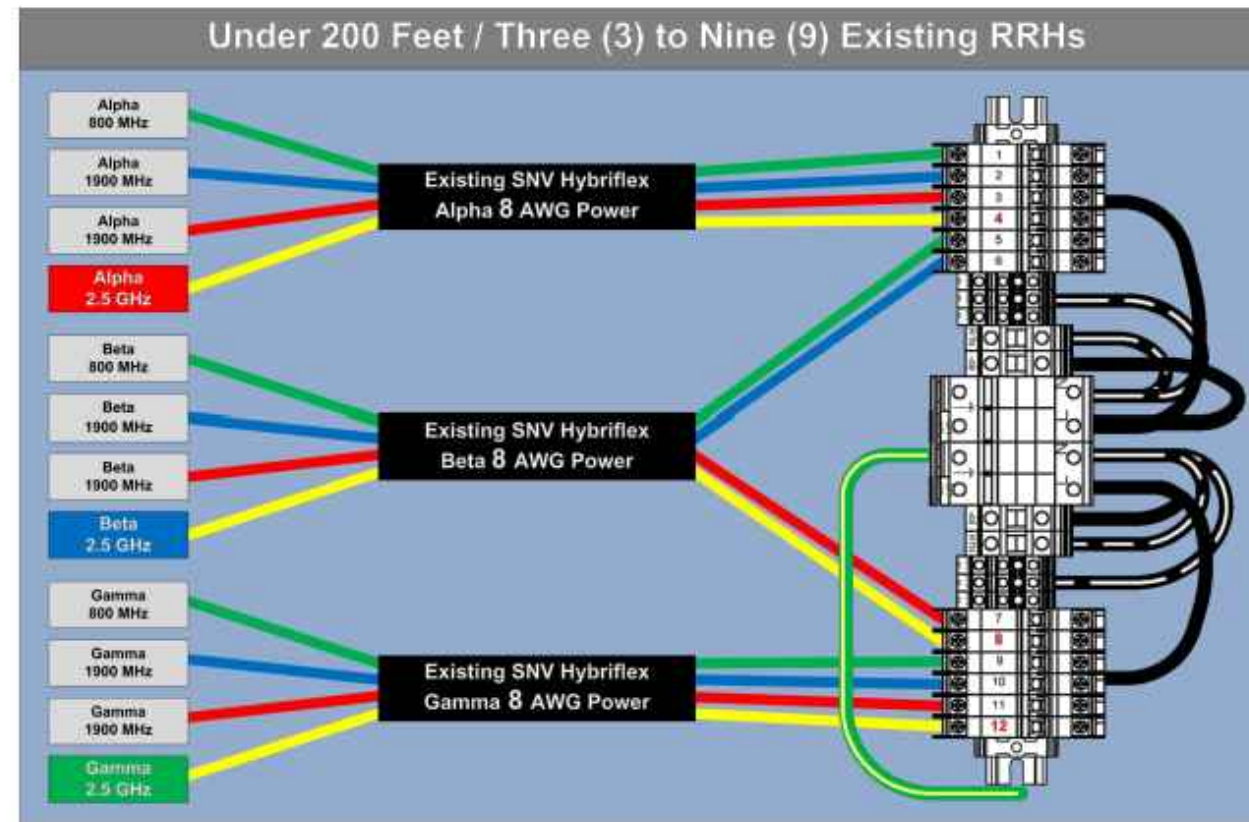 Under 200 Feet / Three (3) to Nine (9) Existing RRHs
Alpha
800 MHz
Alpha
1900 MHz
Alpha
1900 MHz
Alpha
2.5 GHz
Existing SNV Hybriflex
Alpha 8 AWG Power
Beta
800 MHz
Beta
1900 MHz
Beta
1900 MHz
Beta
2.5 GHz
Existing SNV Hybriflex
Beta 8 AWG Power
Gamma
800 MHz
Gamma
1900 MHz
Gamma
1900 MHz
Gamma
2.5 GHz
Existing SNV Hybriflex
Gamma 8 AWG Power
1
2
3
4
5
6
7
8
9
10
11
12